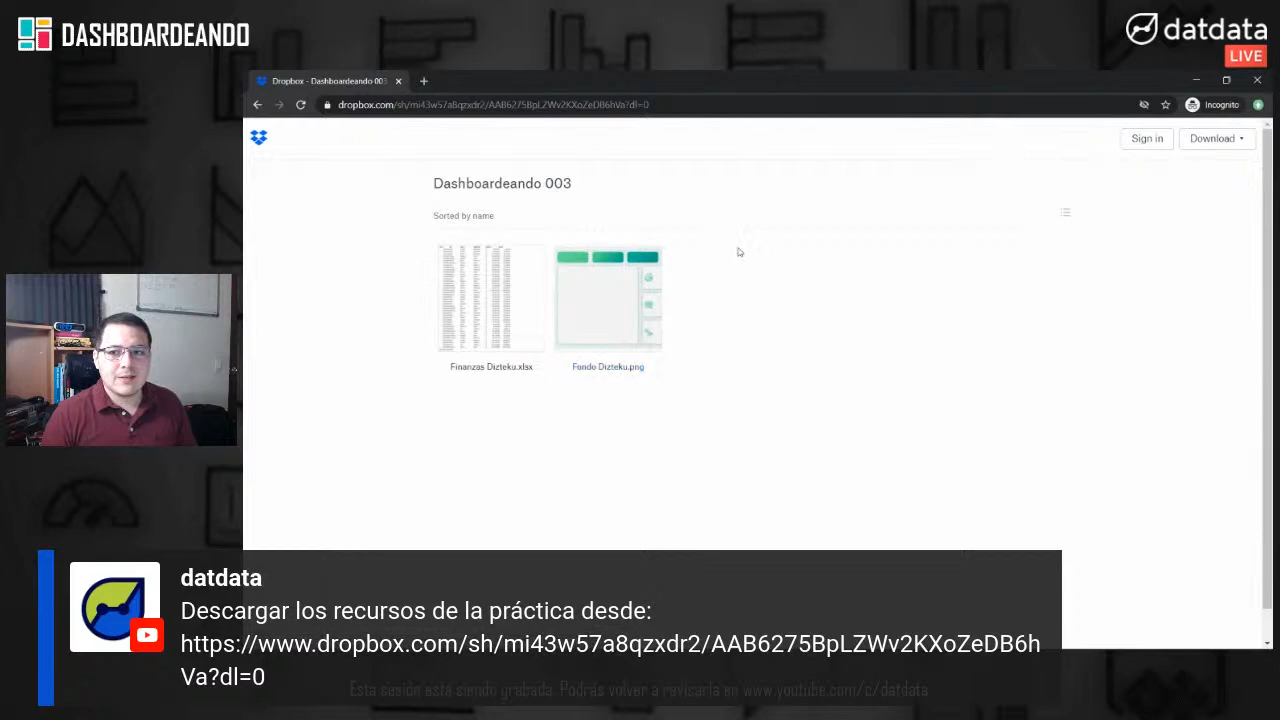 DASHBOARDEANDO
datdata
LIVE
Dropbox - Dashboardeando 003
dropbox.com/sh/mi43w57a8qzxdr2/AAB6275BpLZWv2KXoZeDB6hVa?dl=0
Incognito
Sign in
Download
Dashboardeando 003
Sorted by name
Finanzas Dizteku.xlsx
Fondo Dizteku.png
datdata
Descargar los recursos de la práctica desde:
https://www.dropbox.com/sh/mi43w57a8qzxdr2/AAB6275BpLZWv2KXoZeDB6h
Va?dl=0
Esta sesión está siendo grabada. Podrás volver a revisarla en www.youtube.com/c/datdata